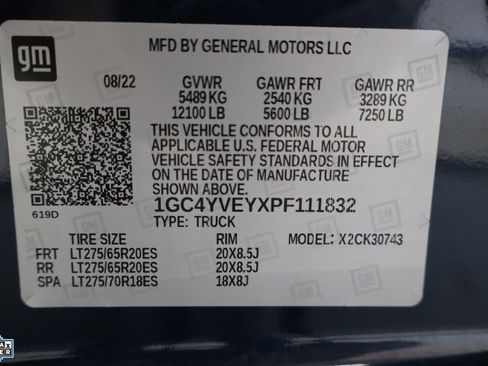 gm
MFD BY GENERAL MOTORS LLC
08/22 GVWR GAWR FRT GAWR RR
5489 KG 2540 KG 3289 KG
12100 LB 5600 LB 7250 LB
THIS VEHICLE CONFORMS TO ALL
APPLICABLE U.S. FEDERAL MOTOR
VEHICLE SAFETY STANDARDS IN EFFECT
ON THE DATE OF MANUFACTURE
SHOWN ABOVE.
619D
1GC4YVEYXPF111832
TYPE: TRUCK
TIRE SIZE RIM MODEL: X2CK30743
FRT LT275/65R20ES 20X8.5J
RR LT275/65R20ES 20X8.5J
SPA LT275/70R18ES 18X8J